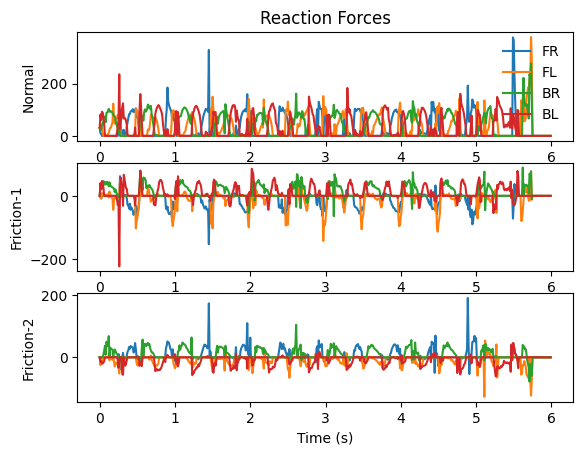 Reaction Forces
Normal
200
0
FR
FL
BR
BL
0 1 2 3 4 5 6
Friction-1
0
−200
0 1 2 3 4 5 6
Friction-2
200
0
0 1 2 3 4 5 6
Time (s)